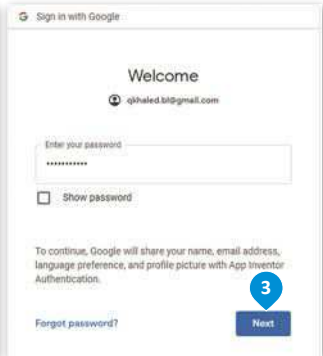 Sign in with Google
Welcome
qkhaled.bl@gmail.com
Enter your password
•••••••••••
Show password
To continue, Google will share your name, email address,
language preference, and profile picture with App Inventor
Authentication.
3
Forgot password?
Next